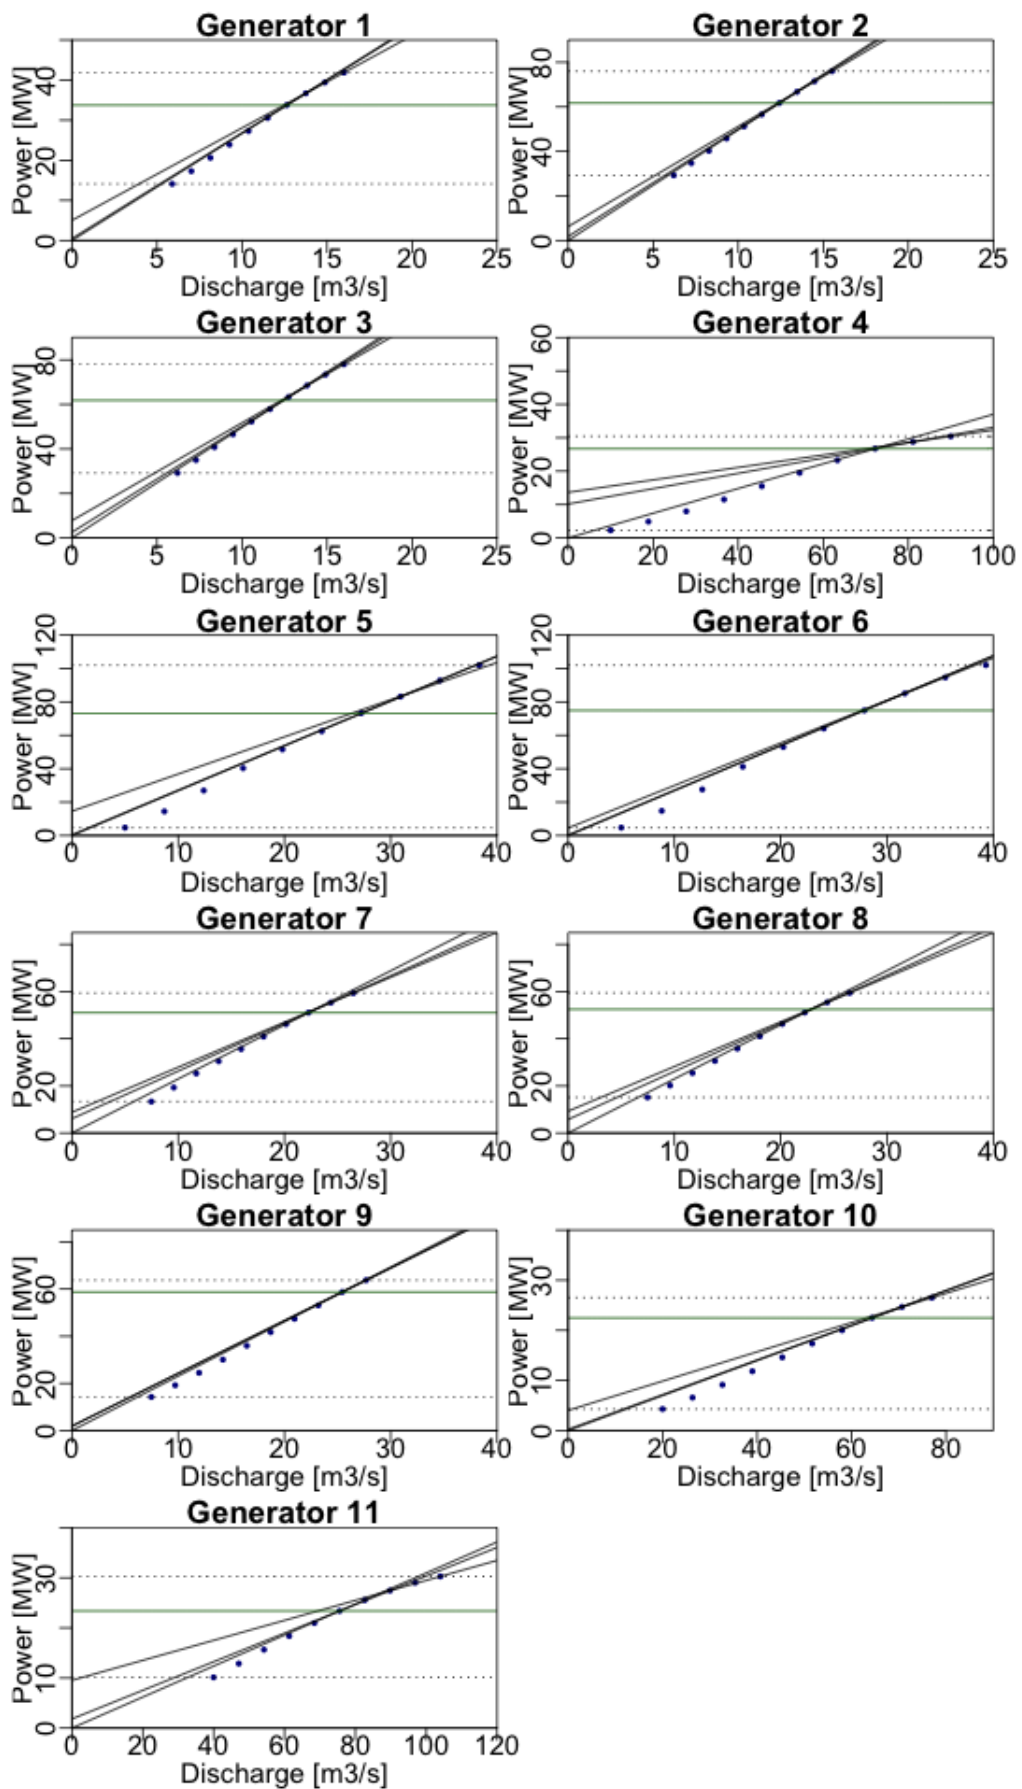 Generator 1
Power [MW]
0 20 40
0 5 10 15 20 25
Discharge [m3/s]
Generator 2
Power [MW]
0 40 80
0 5 10 15 20 25
Discharge [m3/s]
Generator 3
Power [MW]
0 40 80
0 5 10 15 20 25
Discharge [m3/s]
Generator 4
Power [MW]
0 20 40 60
0 20 40 60 80 100
Discharge [m3/s]
Generator 5
Power [MW]
0 40 80 120
0 10 20 30 40
Discharge [m3/s]
Generator 6
Power [MW]
0 40 80 120
0 10 20 30 40
Discharge [m3/s]
Generator 7
Power [MW]
0 20 60
0 10 20 30 40
Discharge [m3/s]
Generator 8
Power [MW]
0 20 60
0 10 20 30 40
Discharge [m3/s]
Generator 9
Power [MW]
0 20 60
0 10 20 30 40
Discharge [m3/s]
Generator 10
Power [MW]
0 10 30
0 20 40 60 80
Discharge [m3/s]
Generator 11
Power [MW]
0 10 30
0 20 40 60 80 100 120
Discharge [m3/s]